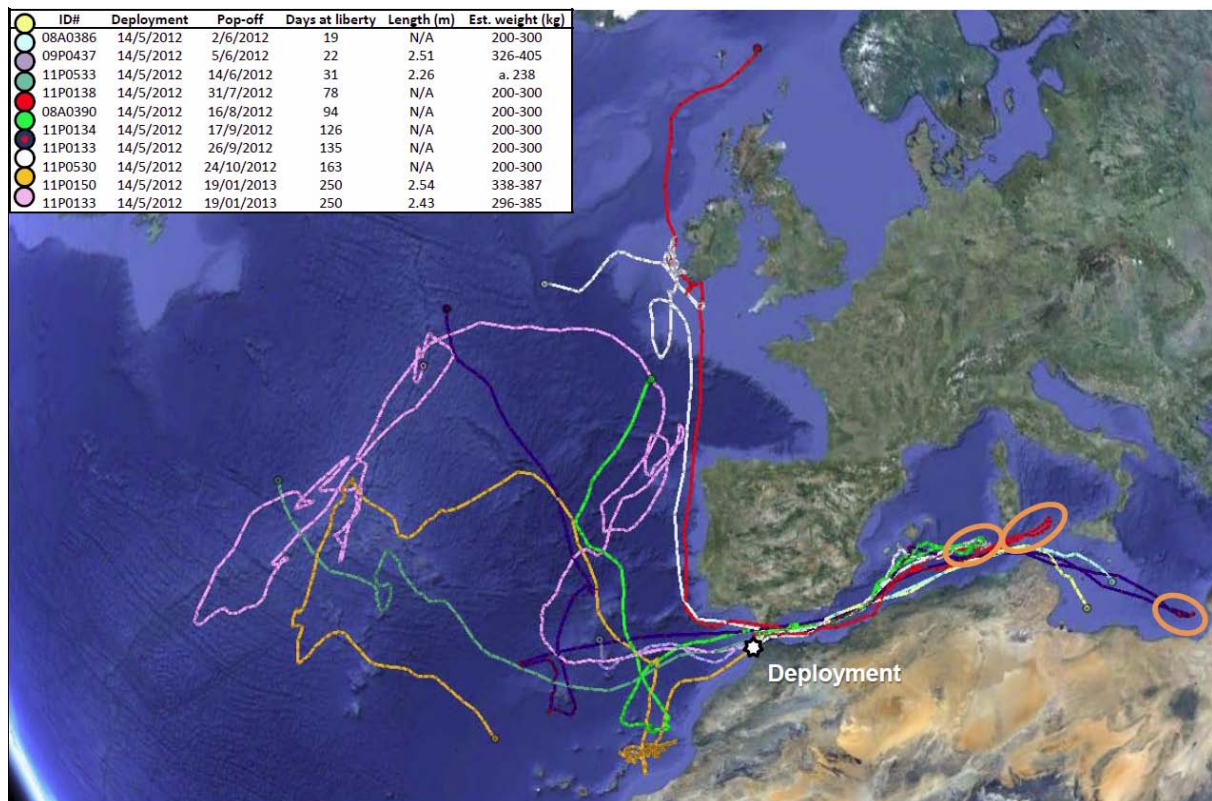 ID# Deployment Pop-off Days at liberty Length (m) Est. weight (kg)
08A0386 14/5/2012 2/6/2012 19 N/A 200-300
09P0437 14/5/2012 5/6/2012 22 2.51 326-405
11P0533 14/5/2012 14/6/2012 31 2.26 a. 238
11P0138 14/5/2012 31/7/2012 78 N/A 200-300
08A0390 14/5/2012 16/8/2012 94 N/A 200-300
11P0134 14/5/2012 17/9/2012 126 N/A 200-300
11P0133 14/5/2012 26/9/2012 135 N/A 200-300
11P0530 14/5/2012 24/10/2012 163 N/A 200-300
11P0150 14/5/2012 19/01/2013 250 2.54 338-387
11P0133 14/5/2012 19/01/2013 250 2.43 296-385
Deployment